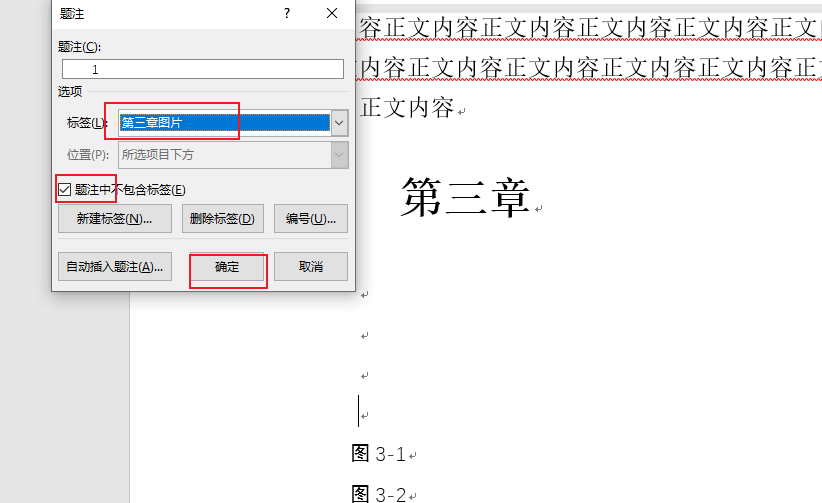 题注
?
题注(C):
1
选项
标签(L):
第三章图片
位置(P):
所选项目下方
题注中不包含标签(E)
新建标签(N)...
删除标签(D)
编号(U)...
自动插入题注(A)...
确定
取消
容正文内容正文内容正文内容正文内容正文
内容正文内容正文内容正文内容正文内容正
正文内容
第三章
图 3-1
图 3-2